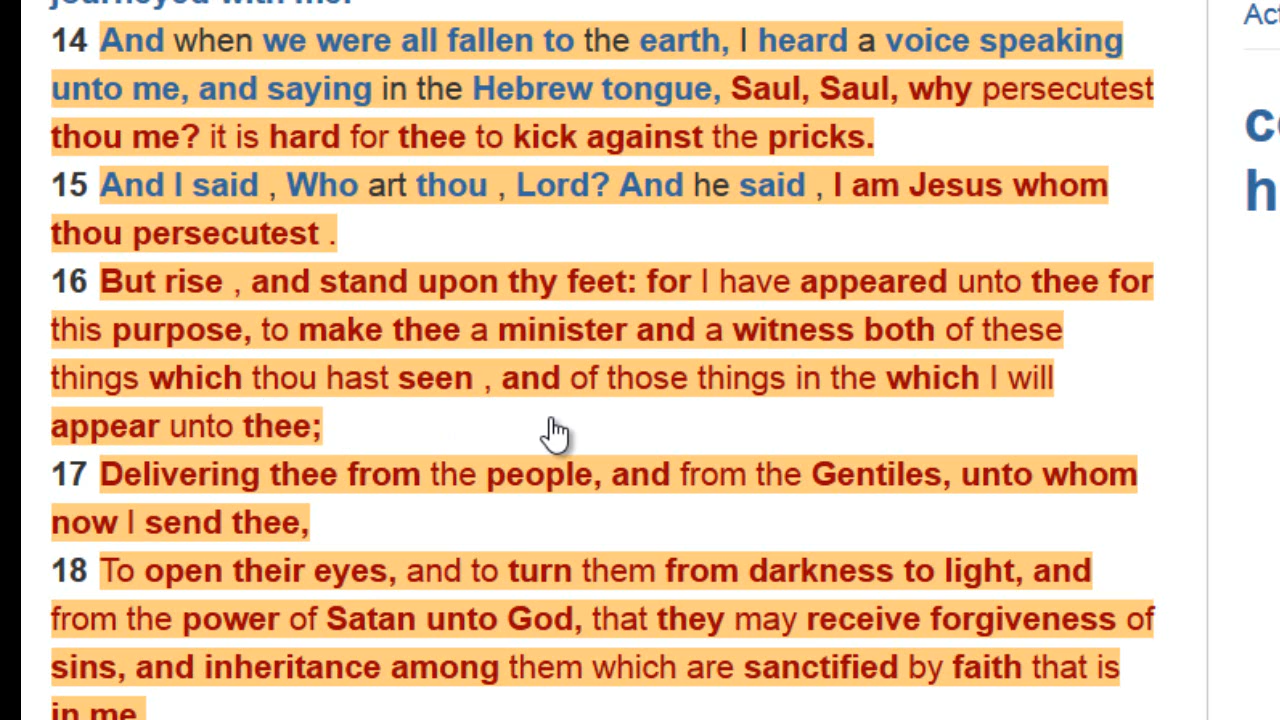 journeyed with me.
14 And when we were all fallen to the earth, I heard a voice speaking
unto me, and saying in the Hebrew tongue, Saul, Saul, why persecutest
thou me? it is hard for thee to kick against the pricks.
15 And I said , Who art thou , Lord? And he said , I am Jesus whom
thou persecutest .
16 But rise , and stand upon thy feet: for I have appeared unto thee for
this purpose, to make thee a minister and a witness both of these
things which thou hast seen , and of those things in the which I will
appear unto thee;
17 Delivering thee from the people, and from the Gentiles, unto whom
now I send thee,
18 To open their eyes, and to turn them from darkness to light, and
from the power of Satan unto God, that they may receive forgiveness of
sins, and inheritance among them which are sanctified by faith that is
in me
Act